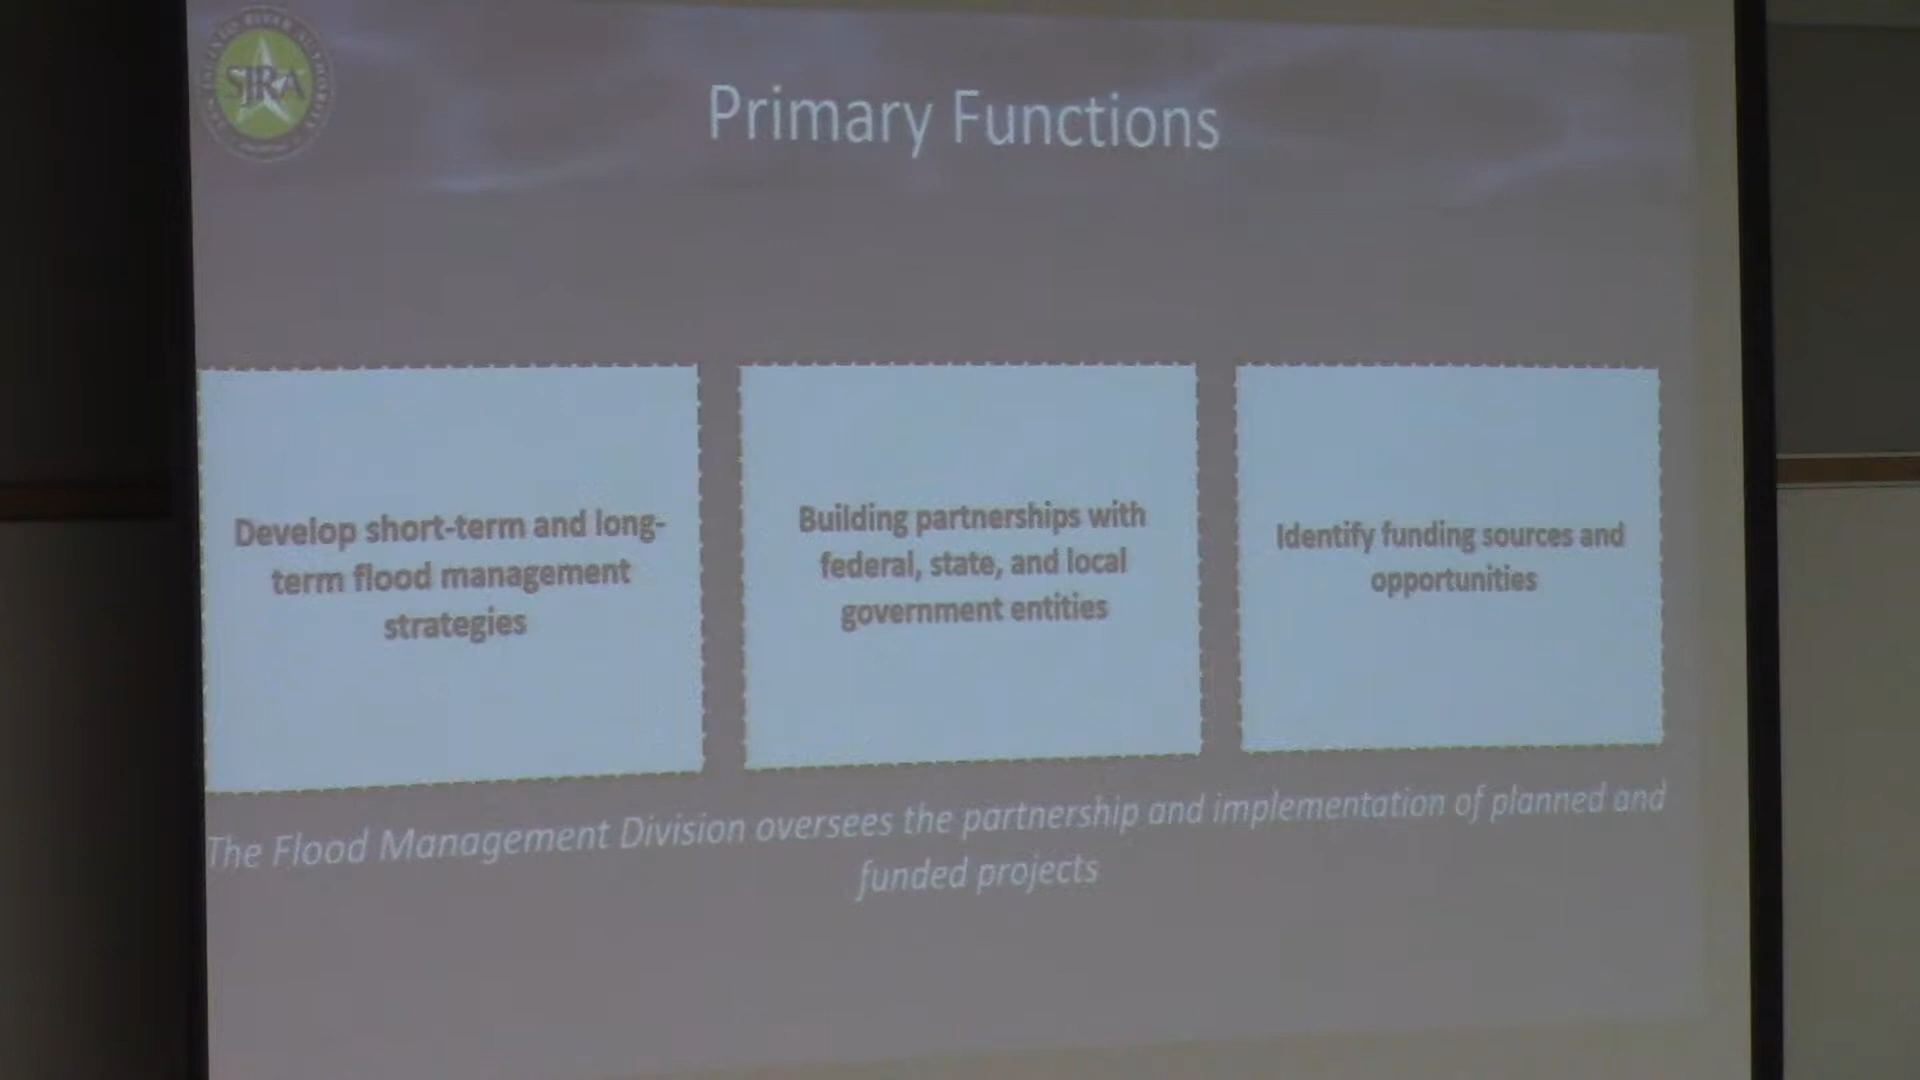 SJRA
Primary Functions
Develop short-term and long-
term flood management
strategies
Building partnerships with
federal, state, and local
government entities
Identify funding sources and
opportunities
The Flood Management Division oversees the partnership and implementation of planned and
funded projects